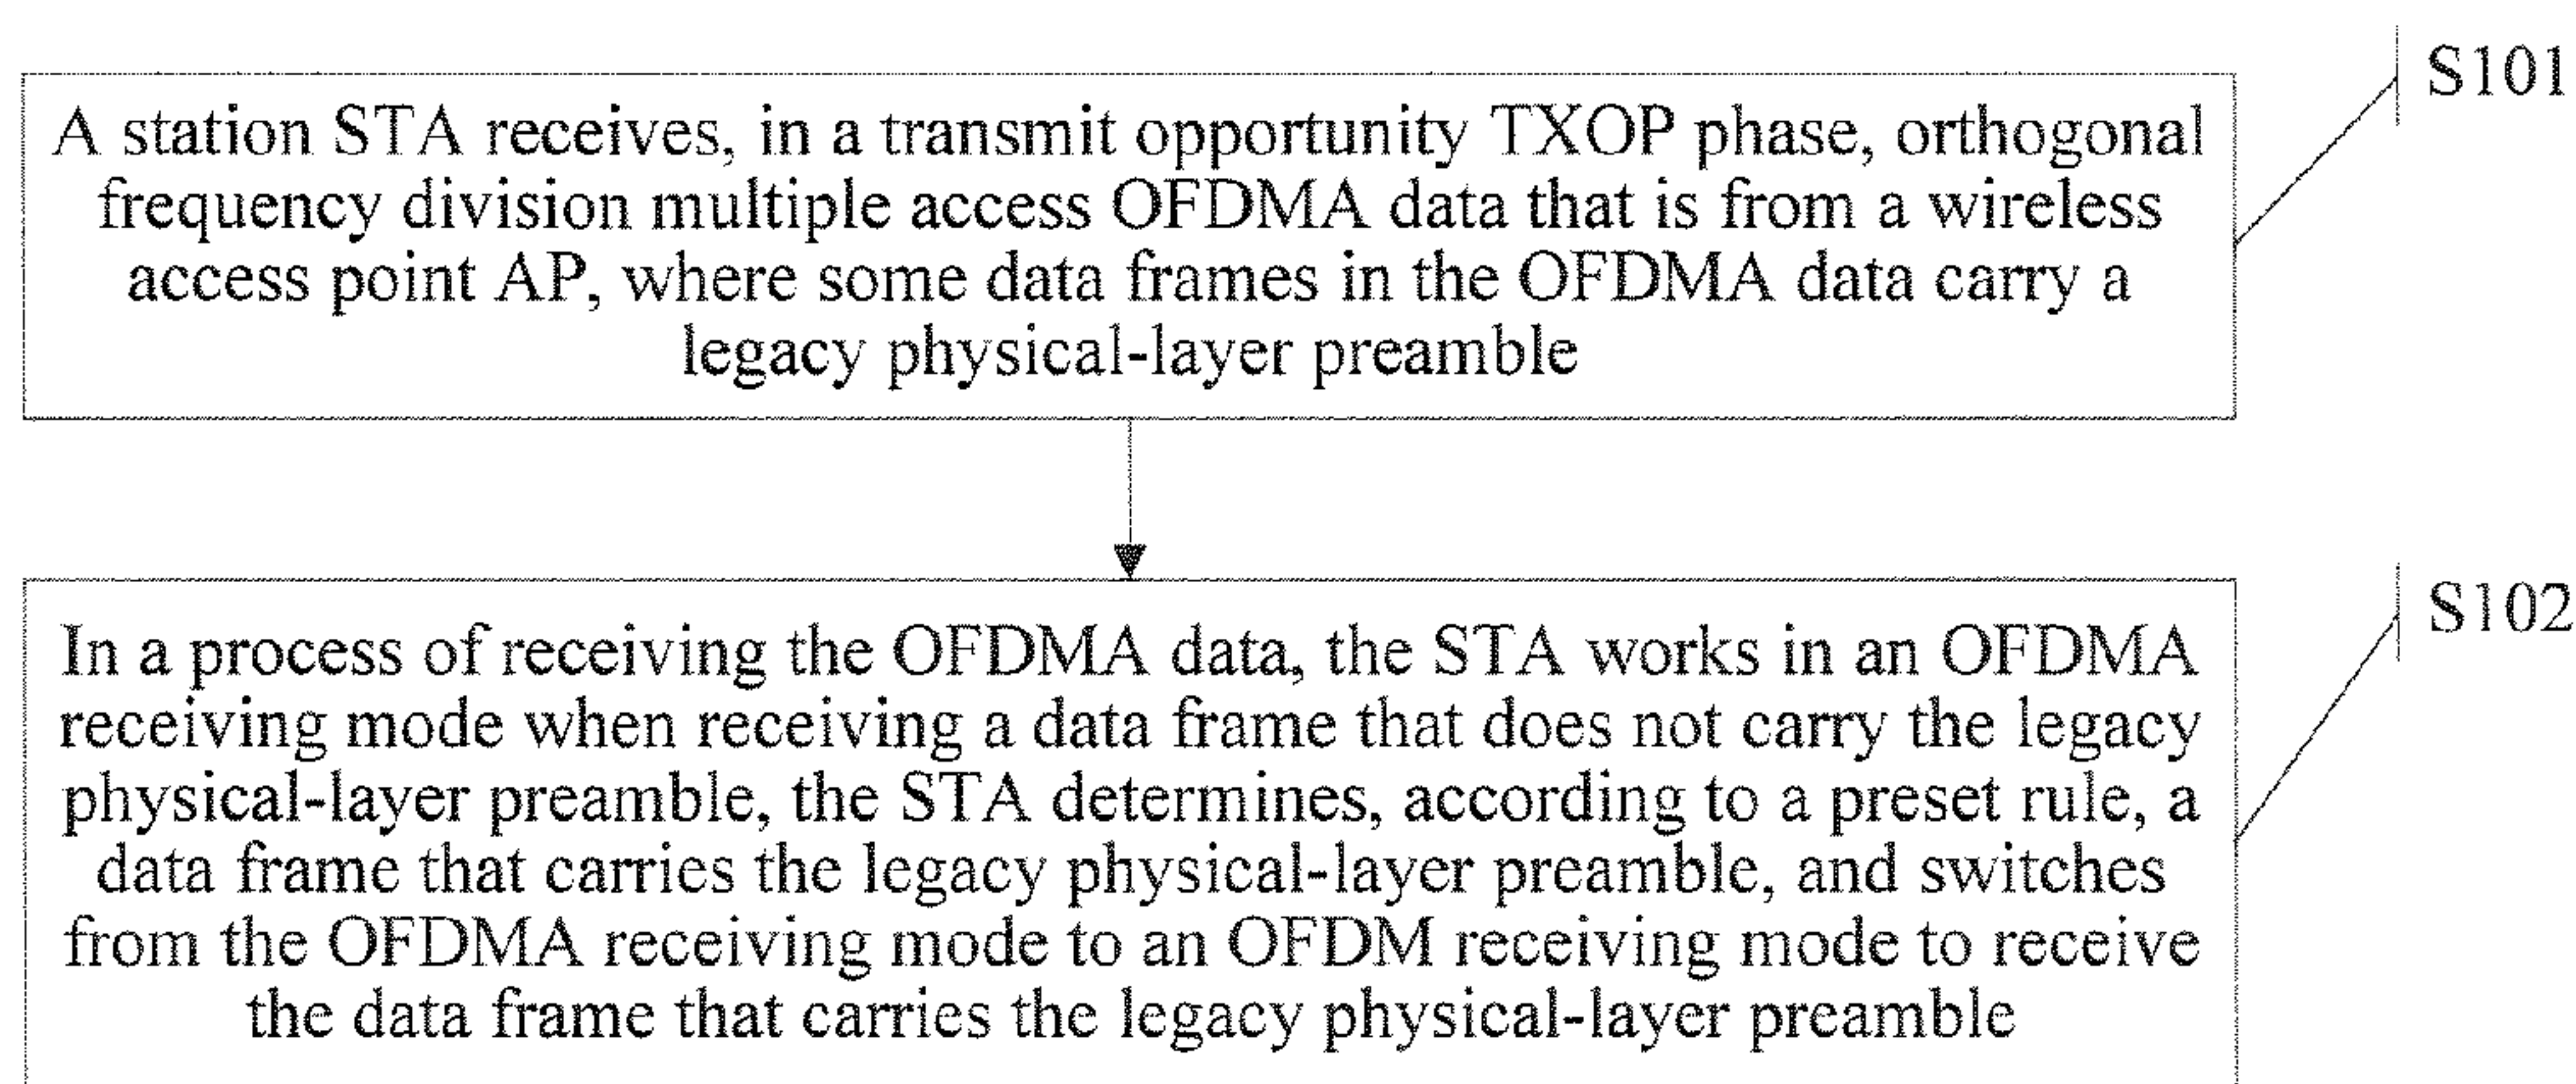 S101
A station STA receives, in a transmit opportunity TXOP phase, orthogonal
frequency division multiple access OFDMA data that is from a wireless
access point AP, where some data frames in the OFDMA data carry a
legacy physical-layer preamble
S102
In a process of receiving the OFDMA data, the STA works in an OFDMA
receiving mode when receiving a data frame that does not carry the legacy
physical-layer preamble, the STA determines, according to a preset rule, a
data frame that carries the legacy physical-layer preamble, and switches
from the OFDMA receiving mode to an OFDM receiving mode to receive
the data frame that carries the legacy physical-layer preamble